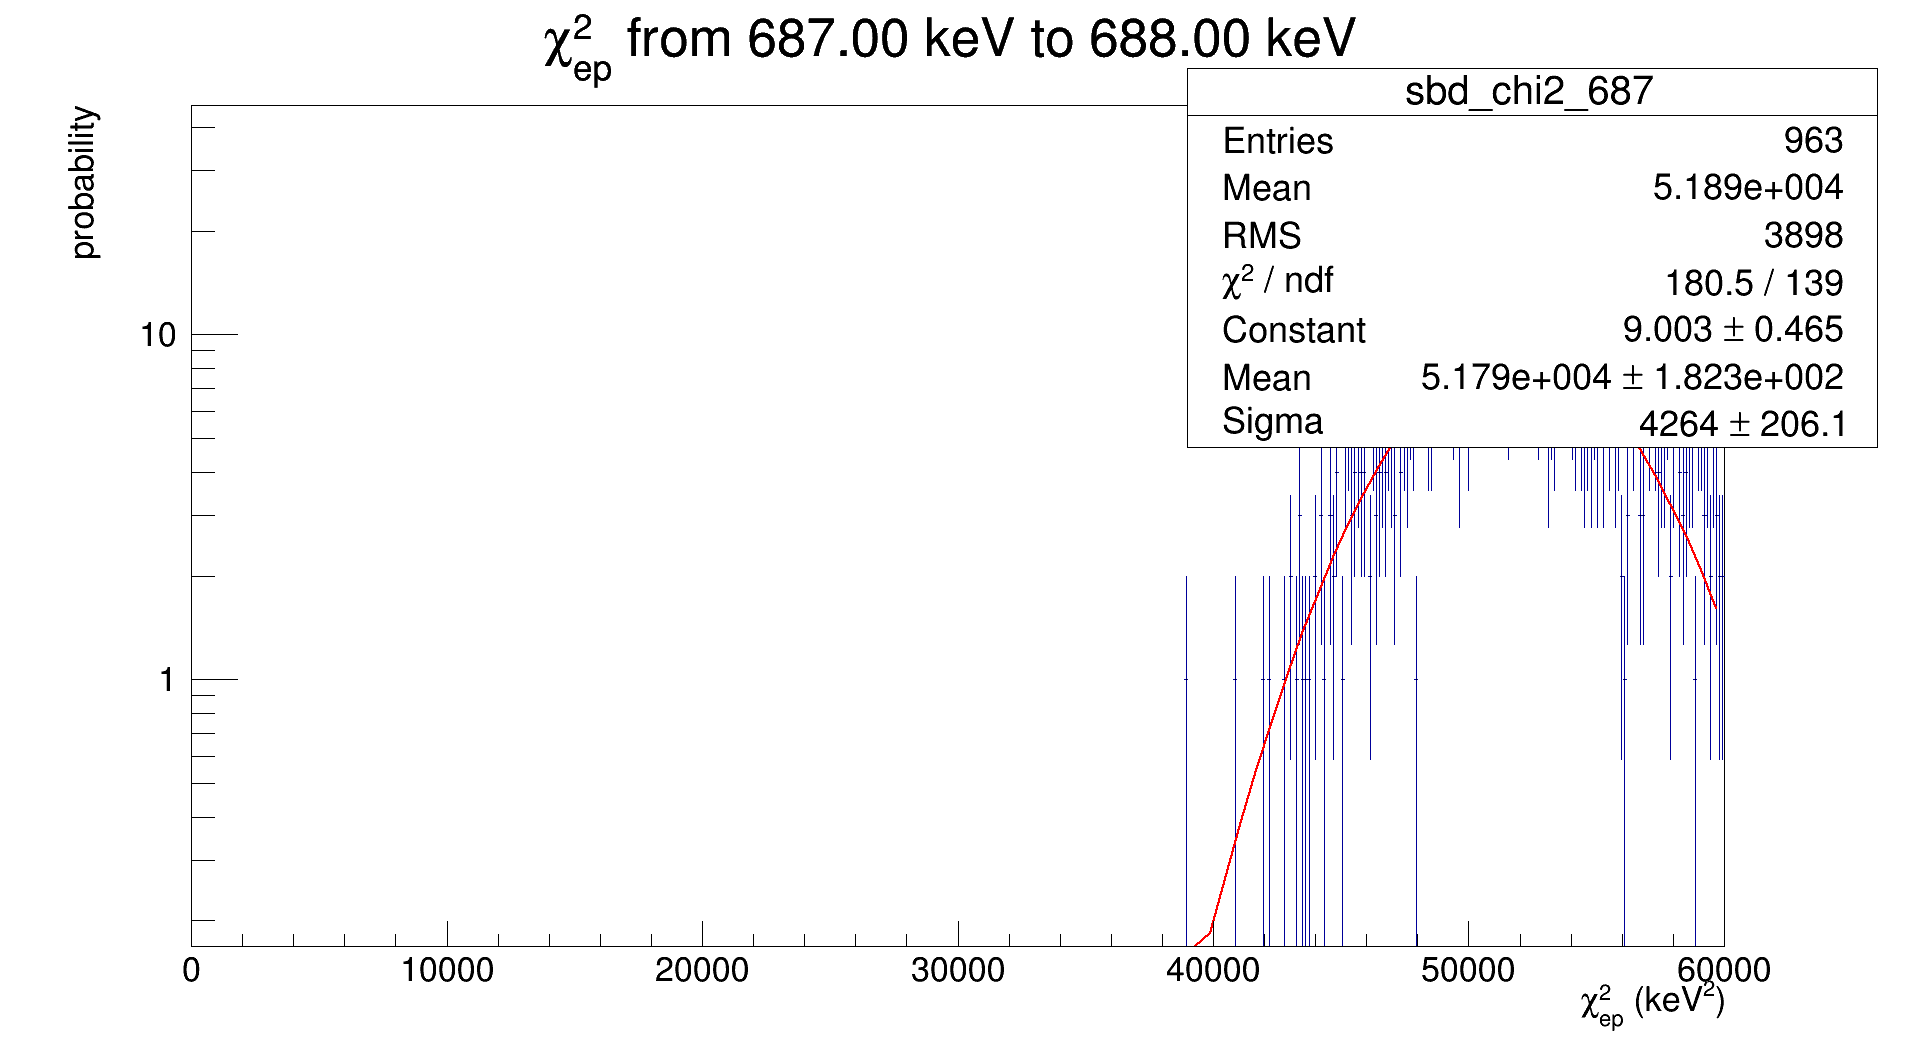 χ²ep from 687.00 keV to 688.00 keV
sbd_chi2_687
Entries 963
Mean 5.189e+004
RMS 3898
χ² / ndf 180.5 / 139
Constant 9.003 ± 0.465
Mean 5.179e+004 ± 1.823e+002
Sigma 4264 ± 206.1
probability
10
1
0 10000 20000 30000 40000 50000 60000
χ²ep (keV²)